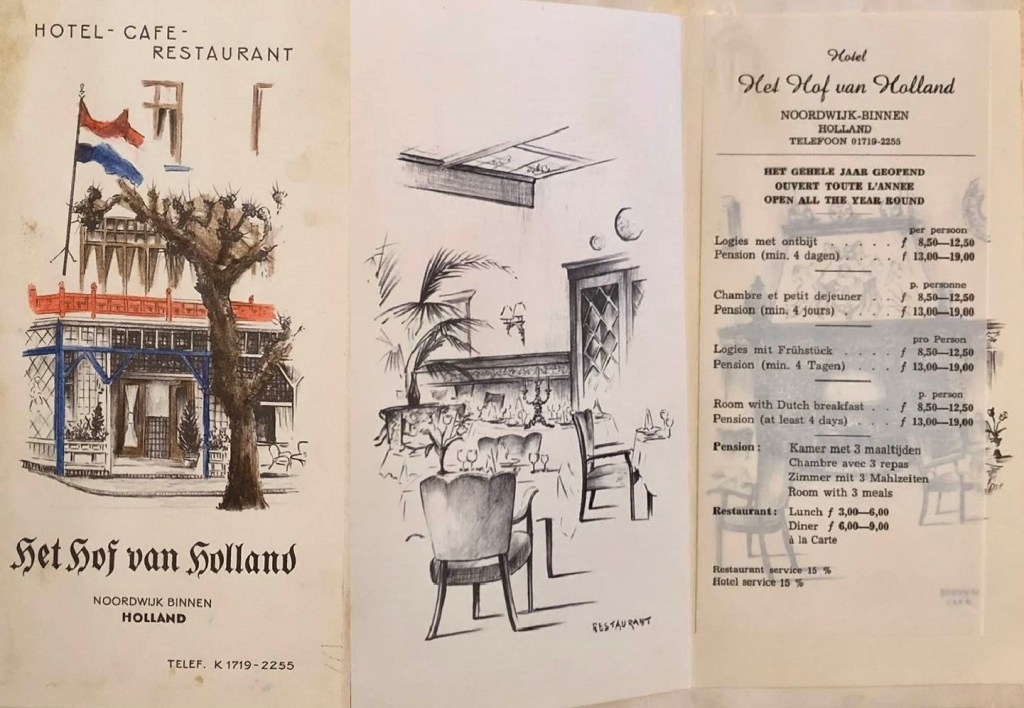 HOTEL - CAFE -
RESTAURANT
Het Hof van Holland
NOORDWIJK BINNEN
HOLLAND
TELEF. K 1719 - 2255
RESTAURANT
Hotel
Het Hof van Holland
NOORDWIJK-BINNEN
HOLLAND
TELEFOON 01719-2255
HET GEHELE JAAR GEOPEND
OUVERT TOUTE L'ANNEE
OPEN ALL THE YEAR ROUND
per persoon
Logies met ontbijt . . . . . ƒ 8,50—12,50
Pension (min. 4 dagen) . . . . ƒ 13,00—19,00
p. personne
Chambre et petit dejeuner . . ƒ 8,50—12,50
Pension (min. 4 jours) . . . . ƒ 13,00—19,00
pro Person
Logies mit Frühstück . . . . ƒ 8,50—12,50
Pension (min. 4 Tagen) . . . . ƒ 13,00—19,00
p. person
Room with Dutch breakfast . . ƒ 8,50—12,50
Pension (at least 4 days) . . . ƒ 13,00—19,00
Pension : Kamer met 3 maaltijden
Chambre avec 3 repas
Zimmer mit 3 Mahlzeiten
Room with 3 meals
Restaurant : Lunch ƒ 3,00—6,00
Diner ƒ 6,00—9,00
à la Carte
Restaurant service 15 %
Hotel service 15 %